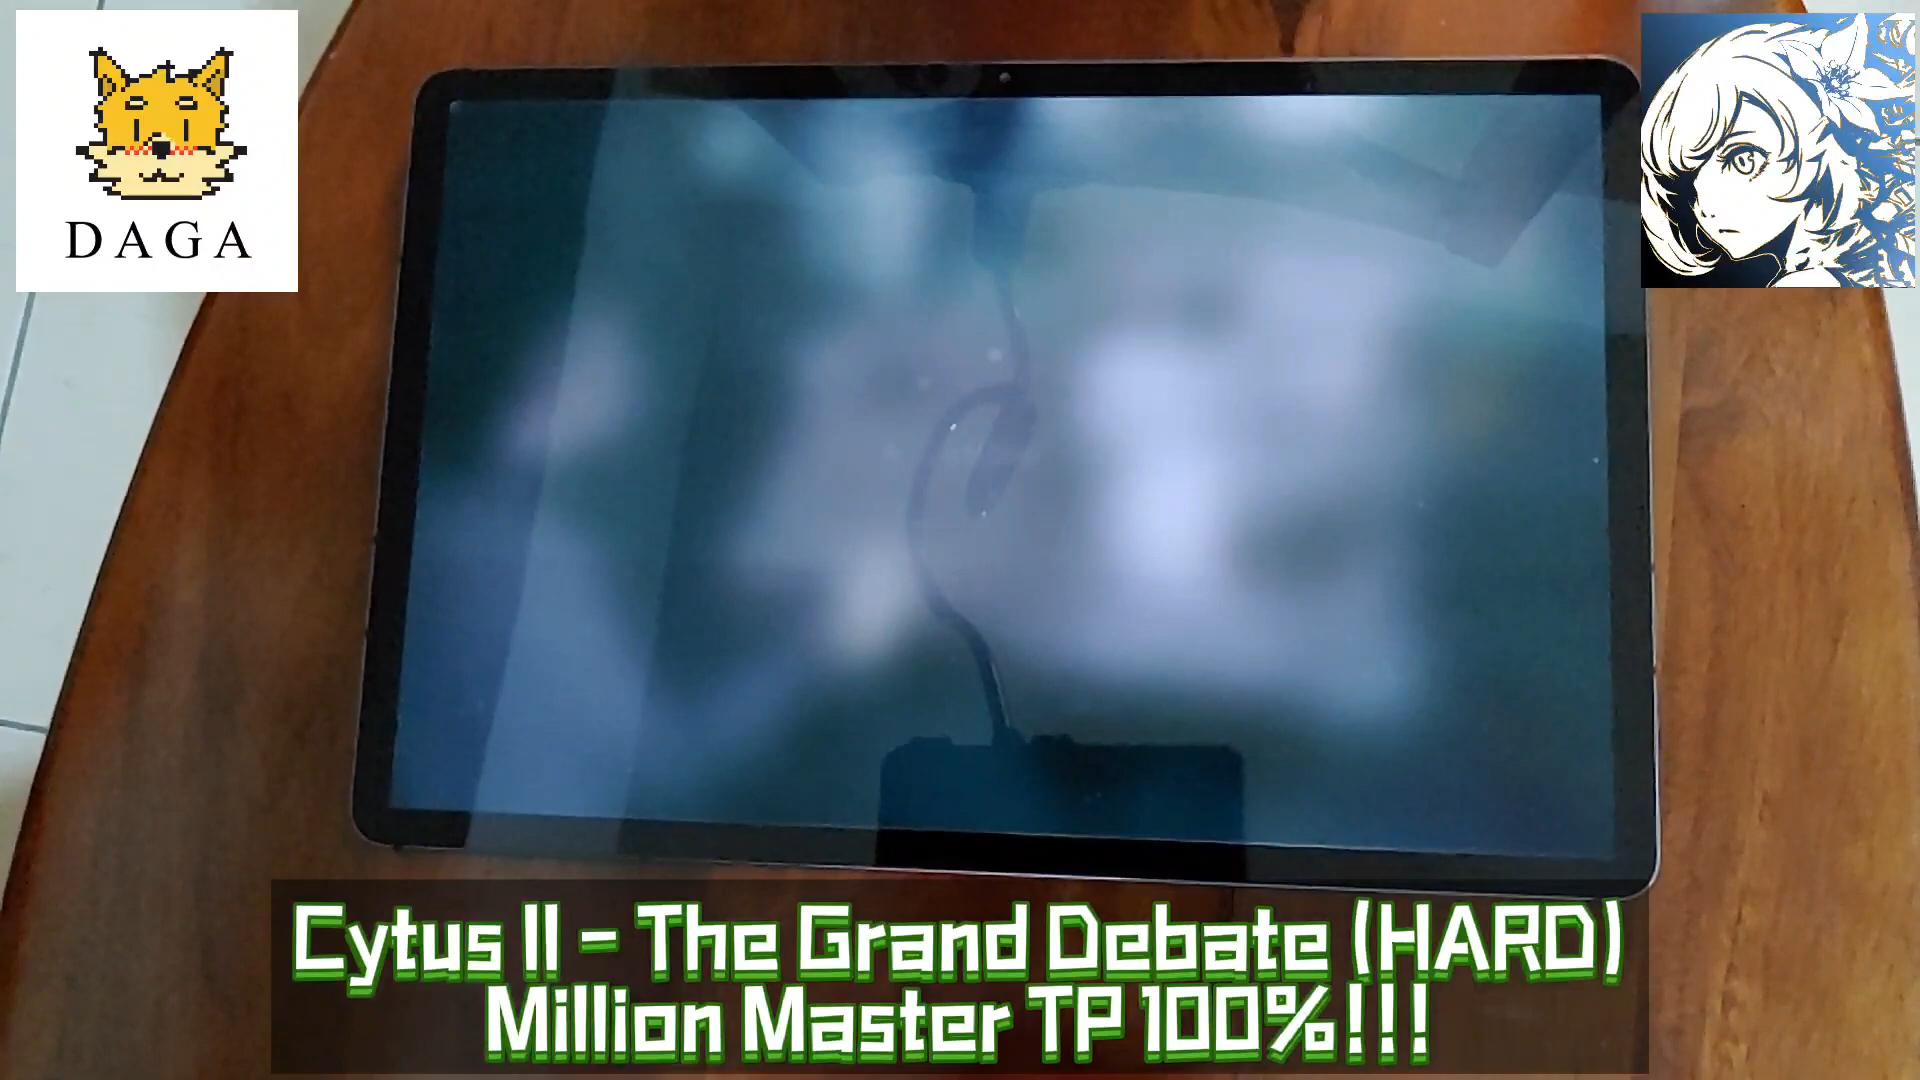 DAGA
Cytus II - The Grand Debate (HARD)
Million Master TP 100%!!!